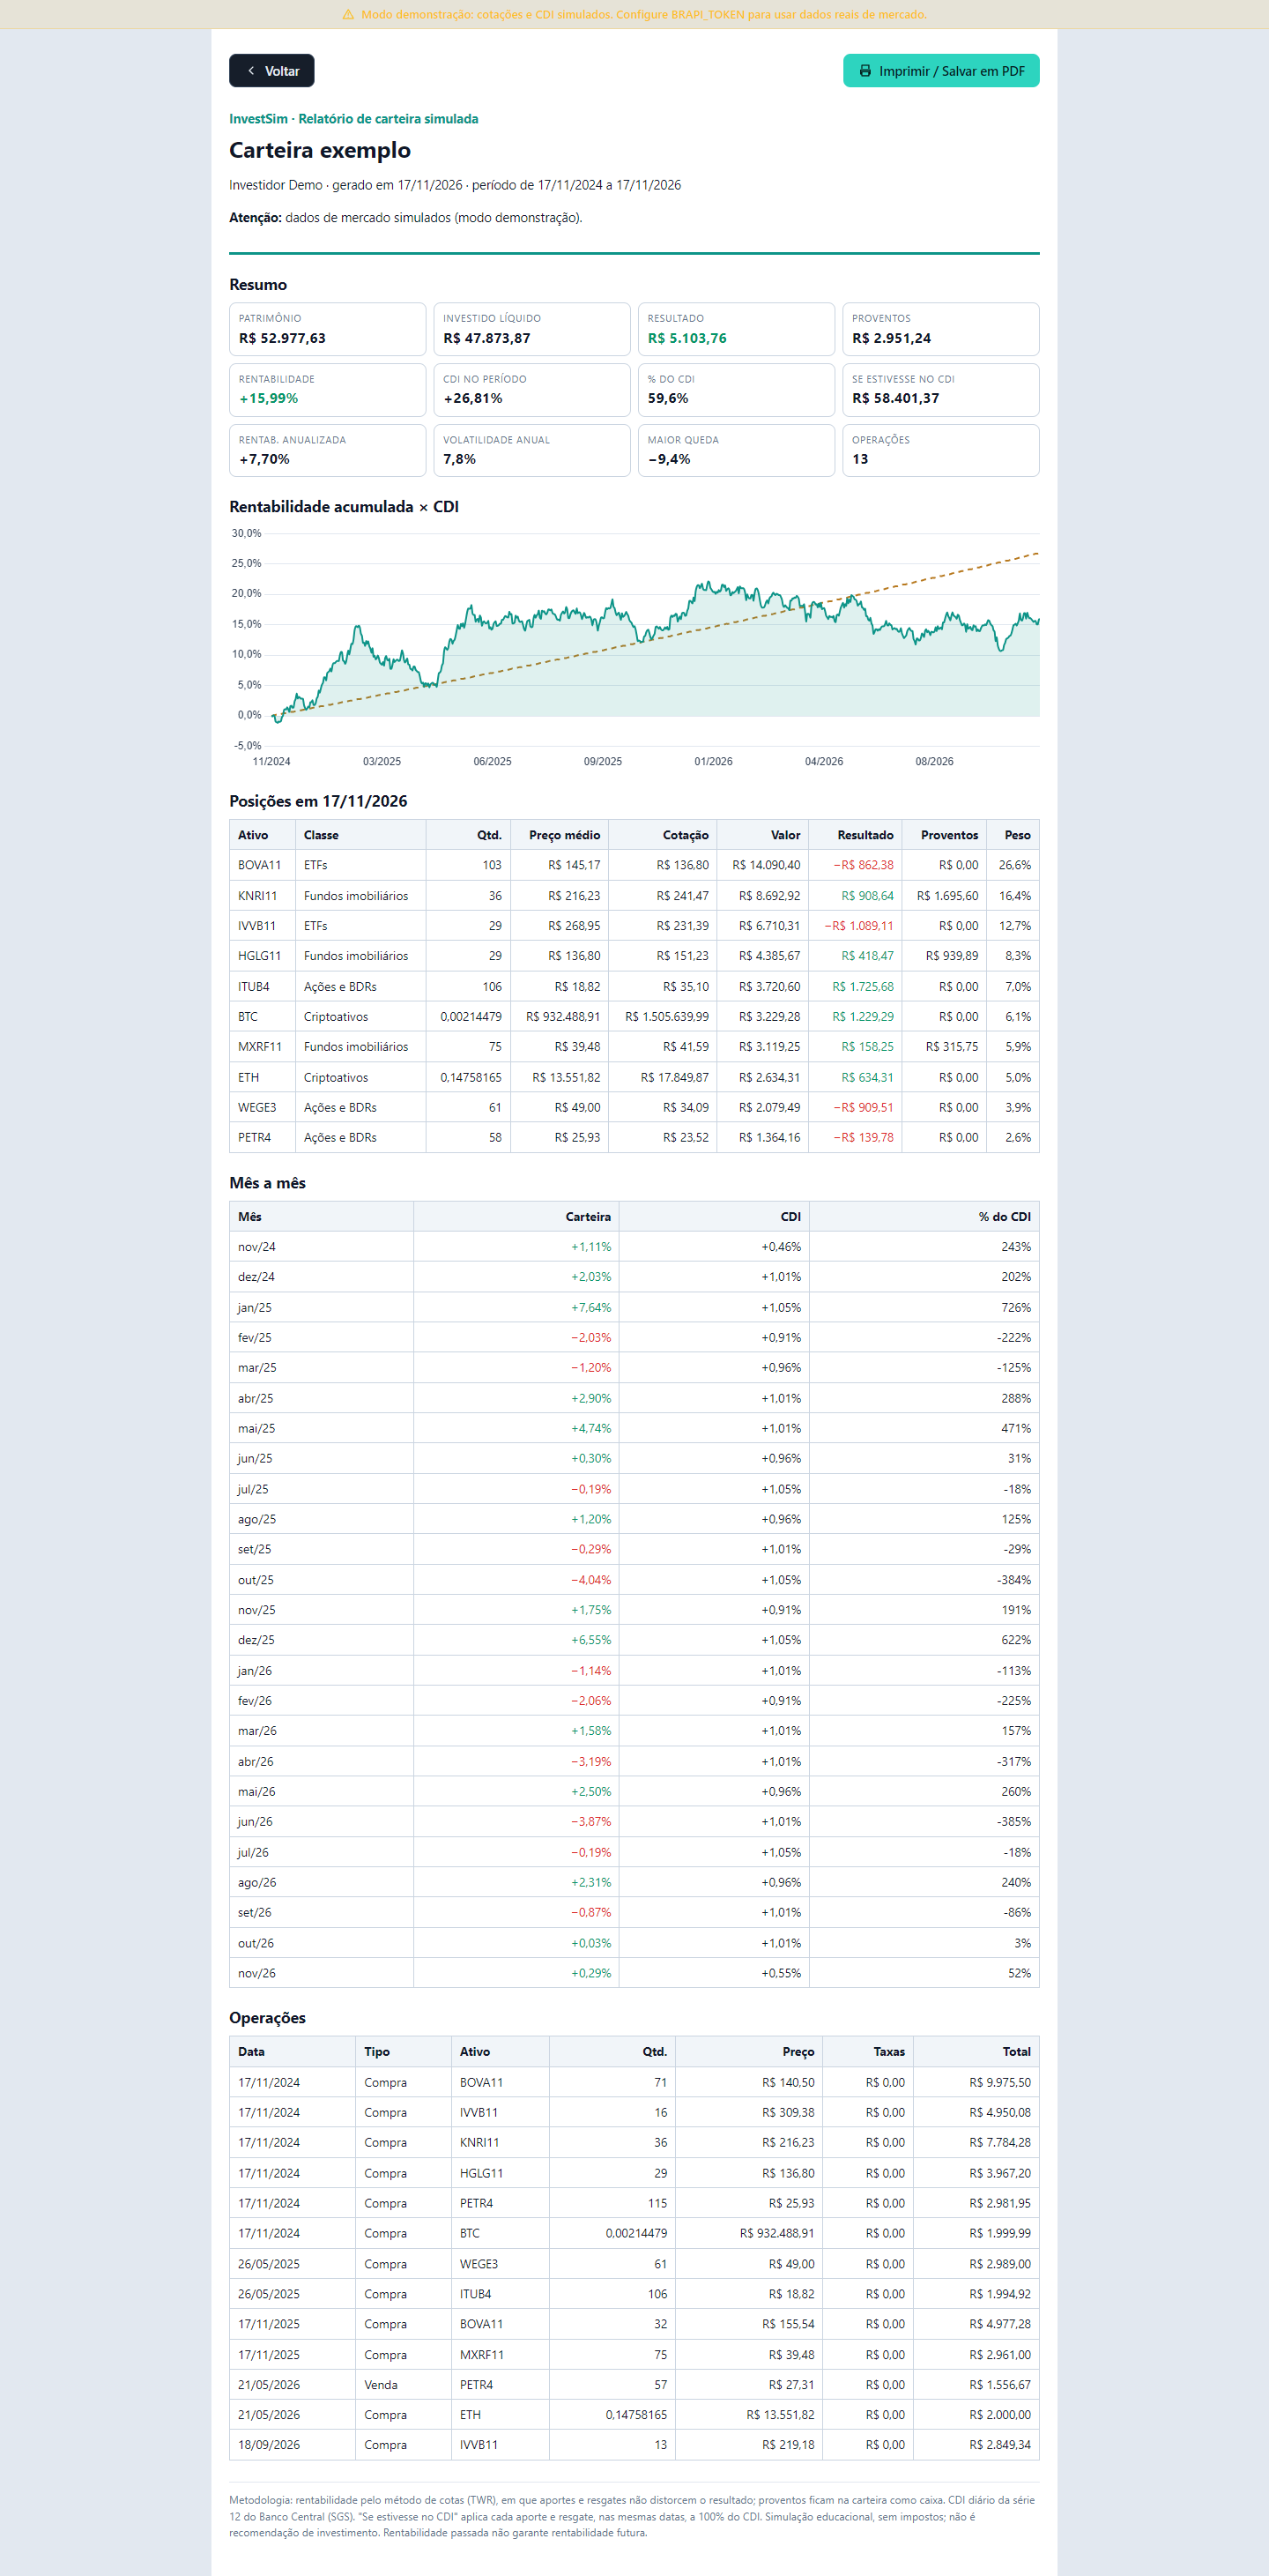 Modo demonstração: cotações e CDI simulados. Configure BRAPI_TOKEN para usar dados reais de mercado.
Voltar
Imprimir / Salvar em PDF
InvestSim · Relatório de carteira simulada
Carteira exemplo
Investidor Demo · gerado em 17/11/2026 · período de 17/11/2024 a 17/11/2026
Atenção: dados de mercado simulados (modo demonstração).
Resumo
PATRIMÔNIO INVESTIDO LÍQUIDO RESULTADO PROVENTOS
R$ 52.977,63 R$ 47.873,87 R$ 5.103,76 R$ 2.951,24
RENTABILIDADE CDI NO PERÍODO % DO CDI SE ESTIVESSE NO CDI
+15,99% +26,81% 59,6% R$ 58.401,37
RENTAB. ANUALIZADA VOLATILIDADE ANUAL MAIOR QUEDA OPERAÇÕES
+7,70% 7,8% −9,4% 13
Rentabilidade acumulada × CDI
30,0%
25,0%
20,0%
15,0%
10,0%
5,0%
0,0%
-5,0%
11/2024 03/2025 06/2025 09/2025 01/2026 04/2026 08/2026
Posições em 17/11/2026
Ativo Classe Qtd. Preço médio Cotação Valor Resultado Proventos Peso
BOVA11 ETFs 103 R$ 145,17 R$ 136,80 R$ 14.090,40 −R$ 862,38 R$ 0,00 26,6%
KNRI11 Fundos imobiliários 36 R$ 216,23 R$ 241,47 R$ 8.692,92 R$ 908,64 R$ 1.695,60 16,4%
IVVB11 ETFs 29 R$ 268,95 R$ 231,39 R$ 6.710,31 −R$ 1.089,11 R$ 0,00 12,7%
HGLG11 Fundos imobiliários 29 R$ 136,80 R$ 151,23 R$ 4.385,67 R$ 418,47 R$ 939,89 8,3%
ITUB4 Ações e BDRs 106 R$ 18,82 R$ 35,10 R$ 3.720,60 R$ 1.725,68 R$ 0,00 7,0%
BTC Criptoativos 0,00214479 R$ 932.488,91 R$ 1.505.639,99 R$ 3.229,28 R$ 1.229,29 R$ 0,00 6,1%
MXRF11 Fundos imobiliários 75 R$ 39,48 R$ 41,59 R$ 3.119,25 R$ 158,25 R$ 315,75 5,9%
ETH Criptoativos 0,14758165 R$ 13.551,82 R$ 17.849,87 R$ 2.634,31 R$ 634,31 R$ 0,00 5,0%
WEGE3 Ações e BDRs 61 R$ 49,00 R$ 34,09 R$ 2.079,49 −R$ 909,51 R$ 0,00 3,9%
PETR4 Ações e BDRs 58 R$ 25,93 R$ 23,52 R$ 1.364,16 −R$ 139,78 R$ 0,00 2,6%
Mês a mês
Mês Carteira CDI % do CDI
nov/24 +1,11% +0,46% 243%
dez/24 +2,03% +1,01% 202%
jan/25 +7,64% +1,05% 726%
fev/25 −2,03% +0,91% -222%
mar/25 −1,20% +0,96% -125%
abr/25 +2,90% +1,01% 288%
mai/25 +4,74% +1,01% 471%
jun/25 +0,30% +0,96% 31%
jul/25 −0,19% +1,05% -18%
ago/25 +1,20% +0,96% 125%
set/25 −0,29% +1,01% -29%
out/25 −4,04% +1,05% -384%
nov/25 +1,75% +0,91% 191%
dez/25 +6,55% +1,05% 622%
jan/26 −1,14% +1,01% -113%
fev/26 −2,06% +0,91% -225%
mar/26 +1,58% +1,01% 157%
abr/26 −3,19% +1,01% -317%
mai/26 +2,50% +0,96% 260%
jun/26 −3,87% +1,01% -385%
jul/26 −0,19% +1,05% -18%
ago/26 +2,31% +0,96% 240%
set/26 −0,87% +1,01% -86%
out/26 +0,03% +1,01% 3%
nov/26 +0,29% +0,55% 52%
Operações
Data Tipo Ativo Qtd. Preço Taxas Total
17/11/2024 Compra BOVA11 71 R$ 140,50 R$ 0,00 R$ 9.975,50
17/11/2024 Compra IVVB11 16 R$ 309,38 R$ 0,00 R$ 4.950,08
17/11/2024 Compra KNRI11 36 R$ 216,23 R$ 0,00 R$ 7.784,28
17/11/2024 Compra HGLG11 29 R$ 136,80 R$ 0,00 R$ 3.967,20
17/11/2024 Compra PETR4 115 R$ 25,93 R$ 0,00 R$ 2.981,95
17/11/2024 Compra BTC 0,00214479 R$ 932.488,91 R$ 0,00 R$ 1.999,99
26/05/2025 Compra WEGE3 61 R$ 49,00 R$ 0,00 R$ 2.989,00
26/05/2025 Compra ITUB4 106 R$ 18,82 R$ 0,00 R$ 1.994,92
17/11/2025 Compra BOVA11 32 R$ 155,54 R$ 0,00 R$ 4.977,28
17/11/2025 Compra MXRF11 75 R$ 39,48 R$ 0,00 R$ 2.961,00
21/05/2026 Venda PETR4 57 R$ 27,31 R$ 0,00 R$ 1.556,67
21/05/2026 Compra ETH 0,14758165 R$ 13.551,82 R$ 0,00 R$ 2.000,00
18/09/2026 Compra IVVB11 13 R$ 219,18 R$ 0,00 R$ 2.849,34
Metodologia: rentabilidade pelo método de cotas (TWR), em que aportes e resgates não distorcem o resultado; proventos ficam na carteira como caixa. CDI diário da série
12 do Banco Central (SGS). "Se estivesse no CDI" aplica cada aporte e resgate, nas mesmas datas, a 100% do CDI. Simulação educacional, sem impostos; não é
recomendação de investimento. Rentabilidade passada não garante rentabilidade futura.